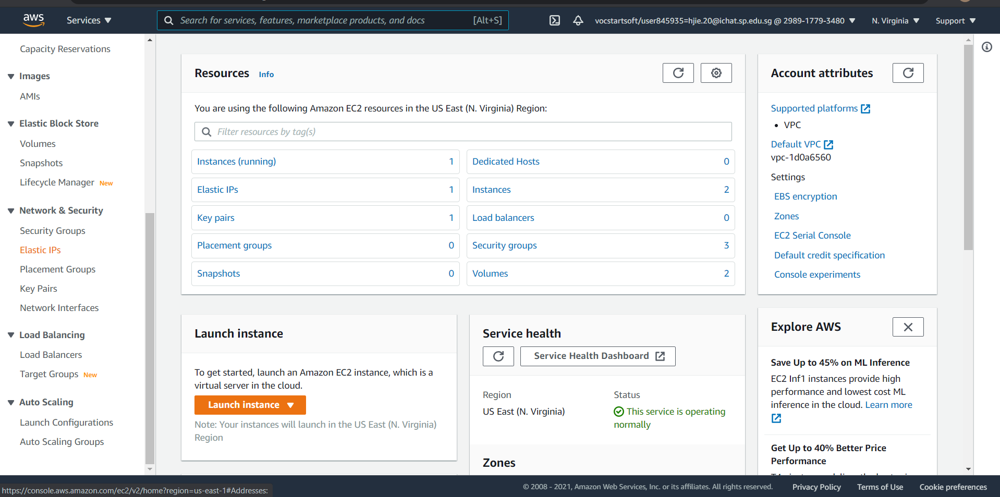 aws
Services
Search for services, features, marketplace products, and docs
[Alt+S]
vocstartsoft/user845935=hjie.20@ichat.sp.edu.sg @ 2989-1779-3480
N. Virginia
Support
Capacity Reservations
Images
AMIs
Elastic Block Store
Volumes
Snapshots
Lifecycle Manager New
Network & Security
Security Groups
Elastic IPs
Placement Groups
Key Pairs
Network Interfaces
Load Balancing
Load Balancers
Target Groups New
Auto Scaling
Launch Configurations
Auto Scaling Groups
Resources Info
You are using the following Amazon EC2 resources in the US East (N. Virginia) Region:
Filter resources by tag(s)
Instances (running) 1
Dedicated Hosts 0
Elastic IPs 1
Instances 2
Key pairs 1
Load balancers 0
Placement groups 0
Security groups 3
Snapshots 0
Volumes 2
Account attributes
Supported platforms
• VPC
Default VPC
vpc-1d0a6560
Settings
EBS encryption
Zones
EC2 Serial Console
Default credit specification
Console experiments
Launch instance
To get started, launch an Amazon EC2 instance, which is a
virtual server in the cloud.
Launch instance
Note: Your instances will launch in the US East (N. Virginia)
Region
Service health
Service Health Dashboard
Region
US East (N. Virginia)
Status
This service is operating
normally
Zones
Explore AWS
Save Up to 45% on ML Inference
EC2 Inf1 instances provide high
performance and lowest cost ML
inference in the cloud. Learn more
Get Up to 40% Better Price
Performance
https://console.aws.amazon.com/ec2/v2/home?region=us-east-1#Addresses:
© 2008 - 2021, Amazon Web Services, Inc. or its affiliates. All rights reserved.
Privacy Policy
Terms of Use
Cookie preferences